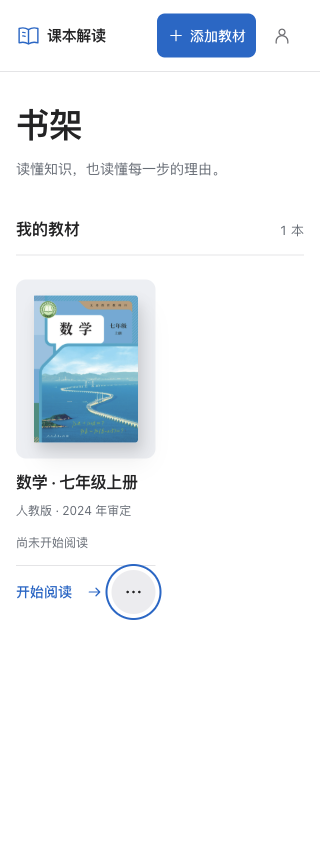 课本解读
添加教材
书架
读懂知识，也读懂每一步的理由。
我的教材
1 本
数 学
七年级
数学 · 七年级上册
人教版 · 2024 年审定
尚未开始阅读
开始阅读